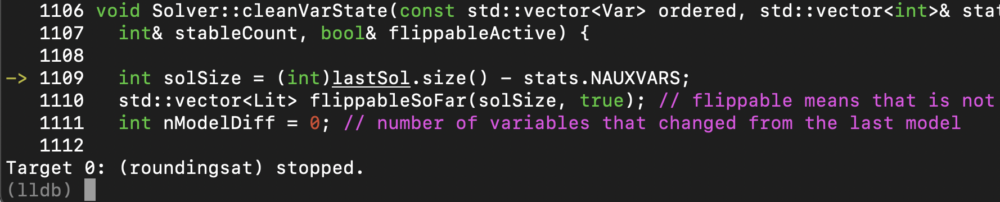 1106 void Solver::cleanVarState(const std::vector<Var> ordered, std::vector<int>& stat
1107   int& stableCount, bool& flippableActive) {
1108
-> 1109   int solSize = (int)lastSol.size() - stats.NAUXVARS;
1110   std::vector<Lit> flippableSoFar(solSize, true); // flippable means that is not
1111   int nModelDiff = 0; // number of variables that changed from the last model
1112
Target 0: (roundingsat) stopped.
(lldb)